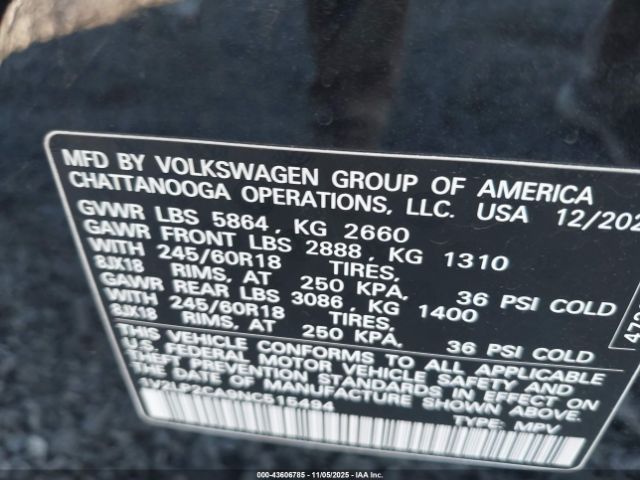 MFD BY VOLKSWAGEN GROUP OF AMERICA
CHATTANOOGA OPERATIONS, LLC. USA 12/202
GVWR LBS 5864 , KG 2660
GAWR FRONT LBS 2888 , KG 1310
WITH 245/60R18 TIRES,
8JX18 RIMS, AT 250 KPA, 36 PSI COLD
GAWR REAR LBS 3086 , KG 1400
WITH 245/60R18 TIRES,
8JX18 RIMS, AT 250 KPA, 36 PSI COLD
THIS VEHICLE CONFORMS TO ALL APPLICABLE
U.S. FEDERAL MOTOR VEHICLE SAFETY AND
THEFT PREVENTION STANDARDS IN EFFECT ON
THE DATE OF MANUFACTURE SHOWN ABOVE.
1V2LP2CA9NC515494 TYPE: MPV
000-43606785 - 11/05/2025 - IAA Inc.